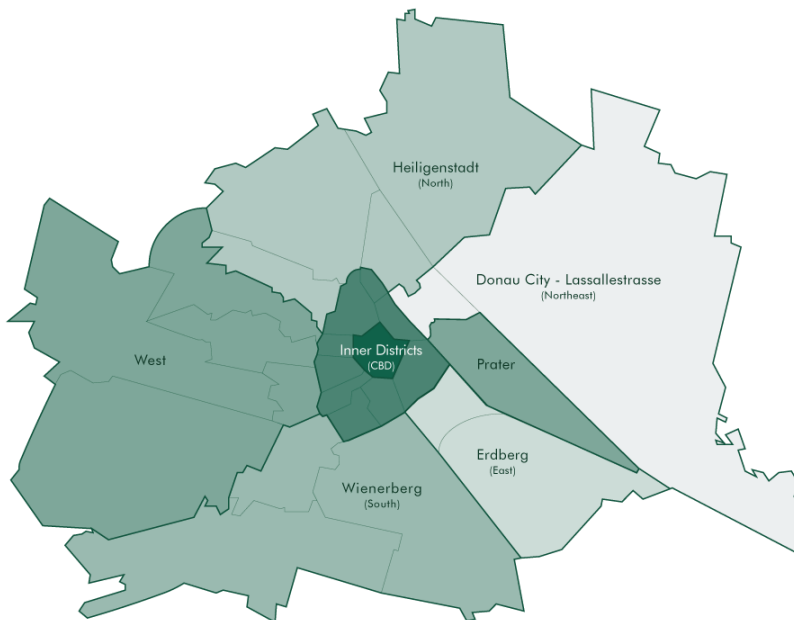 Heiligenstadt
(North)
Donau City - Lassallestrasse
(Northeast)
Inner Districts
(CBD)
West
Prater
Erdberg
(East)
Wienerberg
(South)